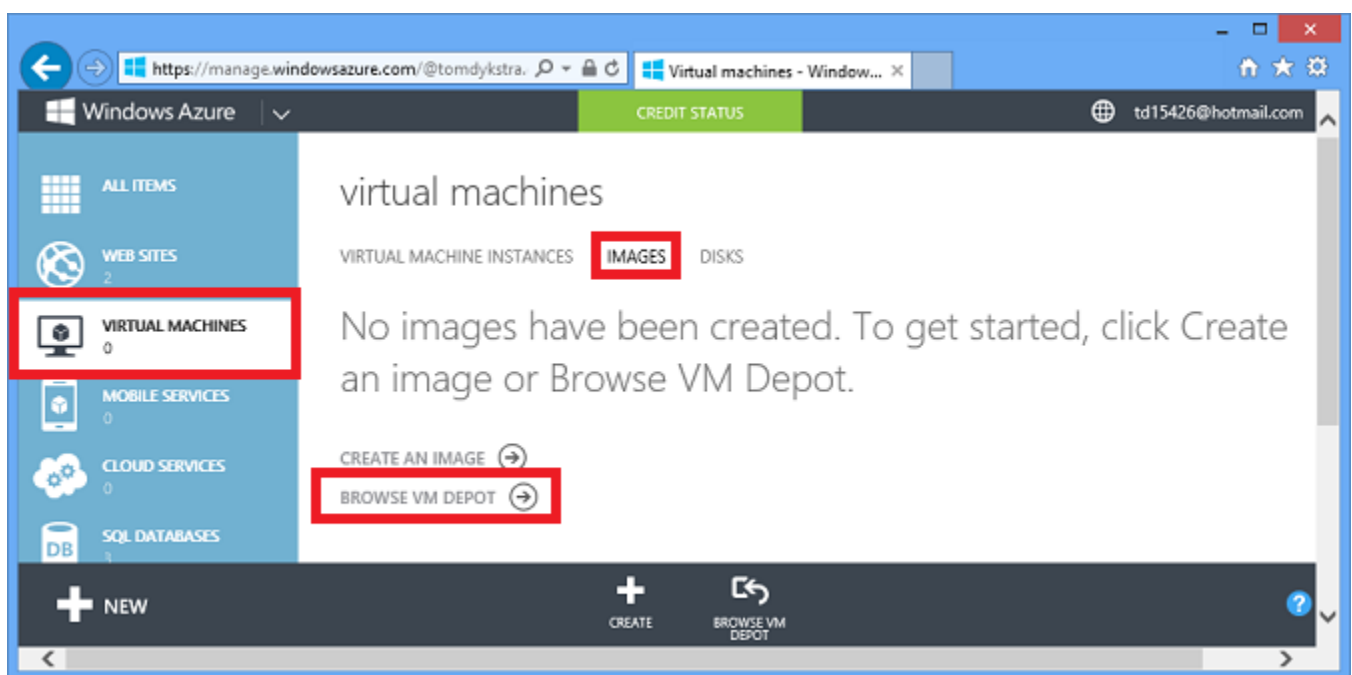 https://manage.windowsazure.com/@tomdykstra.
Virtual machines - Window...
Windows Azure
CREDIT STATUS
td15426@hotmail.com
ALL ITEMS
WEB SITES
2
VIRTUAL MACHINES
0
MOBILE SERVICES
0
CLOUD SERVICES
0
SQL DATABASES
3
DB
virtual machines
VIRTUAL MACHINE INSTANCES IMAGES DISKS
No images have been created. To get started, click Create
an image or Browse VM Depot.
CREATE AN IMAGE
BROWSE VM DEPOT
NEW
CREATE
BROWSE VM
DEPOT
?